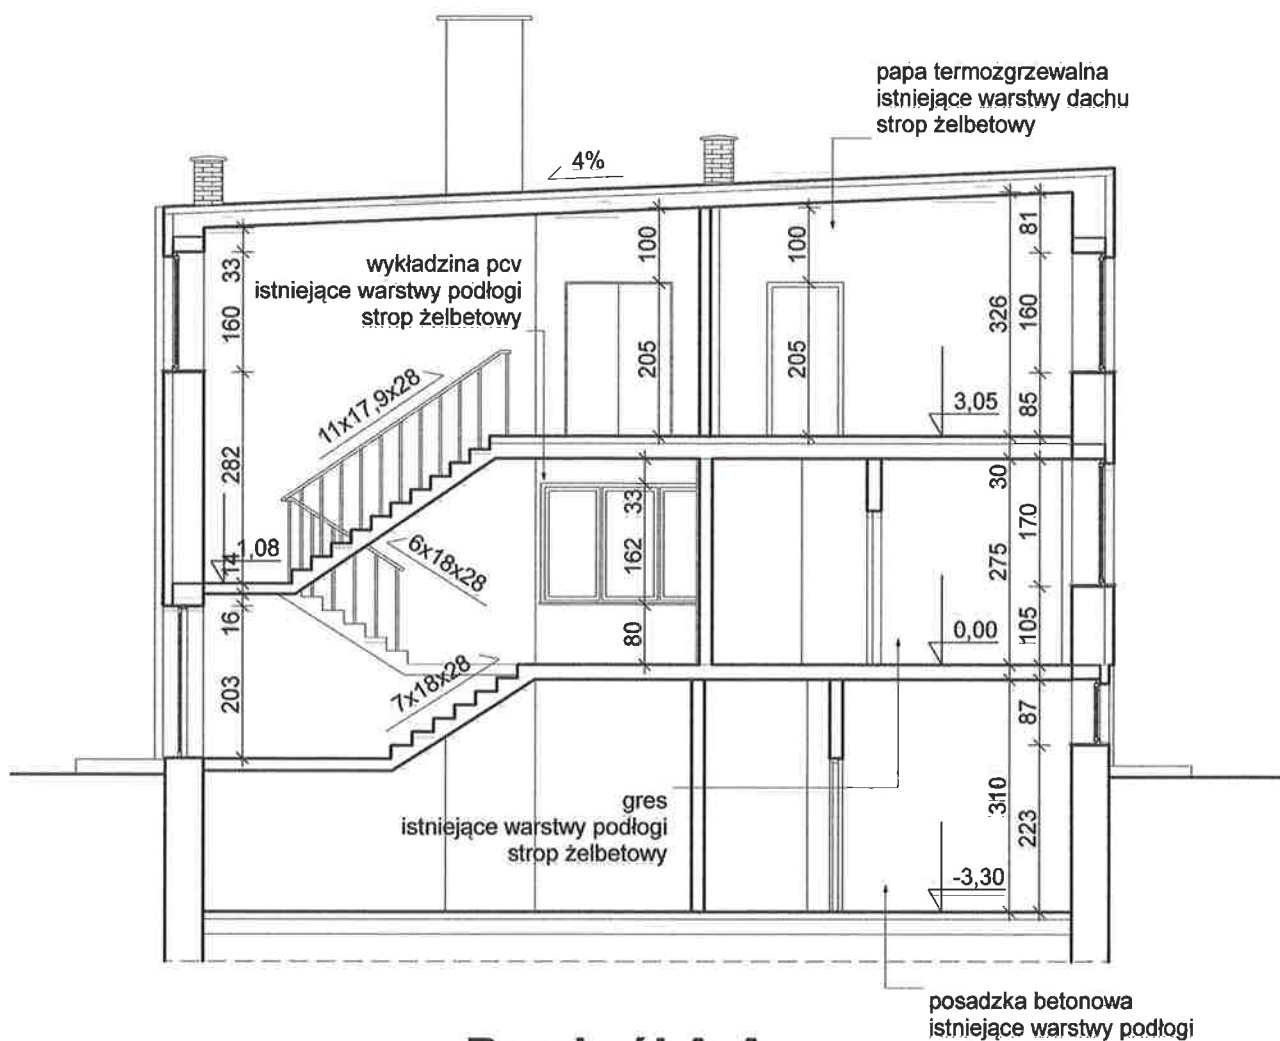 papa termozgrzewalna
istniejące warstwy dachu
strop żelbetowy
4%
wykładzina pcv
istniejące warstwy podłogi
strop żelbetowy
33
160
282
14
16
203
1,08
11x17,9x28
6x18x28
7x18x28
100
205
100
205
33
162
80
81
326
160
85
3,05
30
170
275
105
0,00
87
310
223
-3,30
gres
istniejące warstwy podłogi
strop żelbetowy
posadzka betonowa
istniejące warstwy podłogi